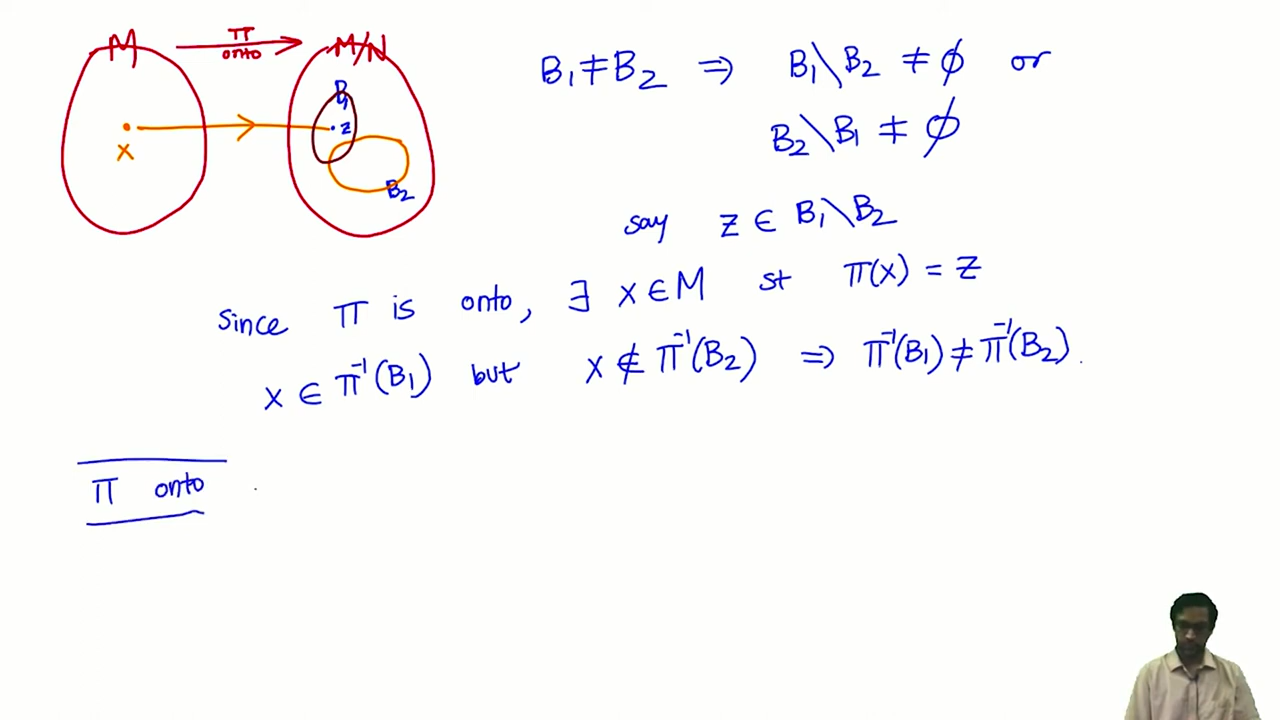 M π onto M/N
B₁ ≠ B₂ ⇒ B₁\B₂ ≠ ϕ or
B₂\B₁ ≠ ϕ
B₁
z
x
B₂
say z ∈ B₁\B₂
since π is onto, ∃ x ∈ M st π(x) = z
x ∈ π⁻¹(B₁) but x ∉ π⁻¹(B₂) ⇒ π⁻¹(B₁) ≠ π⁻¹(B₂).
π onto